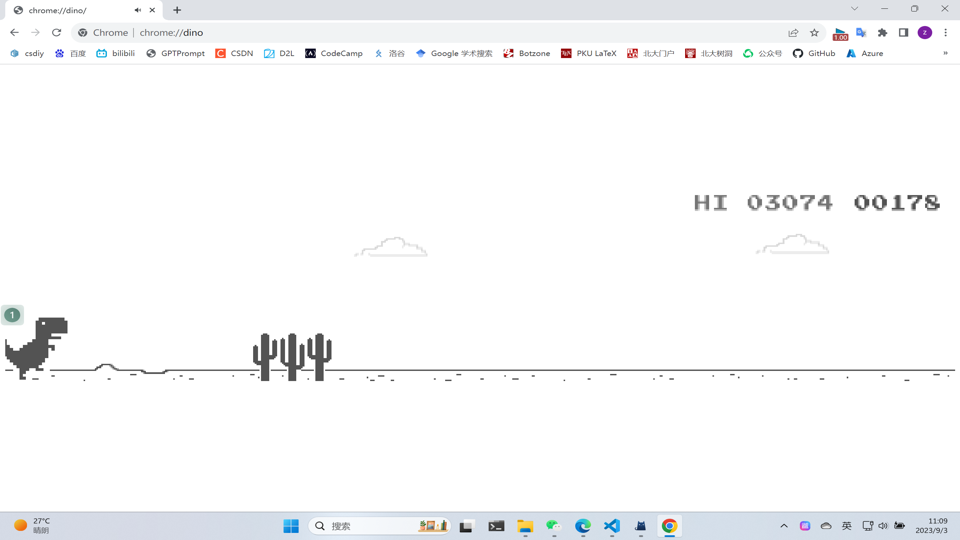 chrome://dino/
Chrome | chrome://dino
1.00
z
csdiy 百度 bilibili GPTPrompt CSDN D2L CodeCamp 洛谷 Google 学术搜索 Botzone PKU LaTeX 北大门户 北大树洞 公众号 GitHub Azure »
HI 03074 00178
1
27°C
晴朗
搜索
英
11:09
2023/9/3